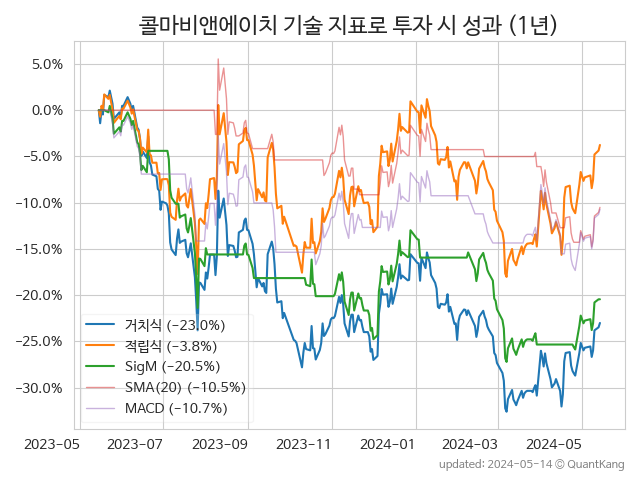 콜마비앤에이치 기술 지표로 투자 시 성과 (1년)
5.0%
0.0%
−5.0%
−10.0%
−15.0%
−20.0%
−25.0%
−30.0%
거치식 (−23.0%)
적립식 (−3.8%)
SigM (−20.5%)
SMA(20) (−10.5%)
MACD (−10.7%)
2023-05 2023-07 2023-09 2023-11 2024-01 2024-03 2024-05
updated: 2024-05-14 © QuantKang